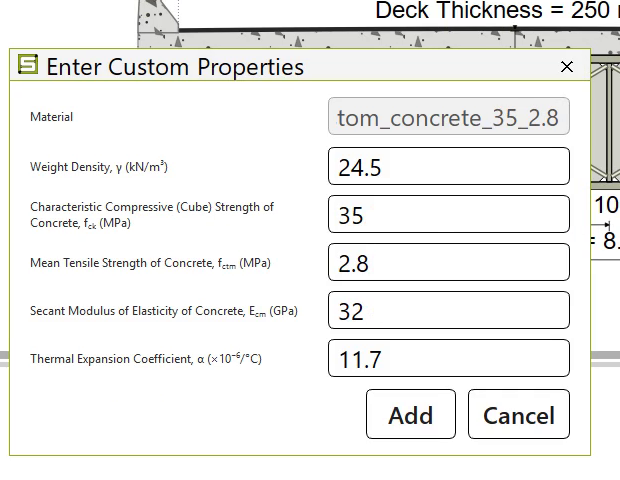 Deck Thickness = 250
Enter Custom Properties
×
Material
tom_concrete_35_2.8
Weight Density, γ (kN/m³)
24.5
Characteristic Compressive (Cube) Strength of
Concrete, fck (MPa)
35
10
= 8.
Mean Tensile Strength of Concrete, fctm (MPa)
2.8
Secant Modulus of Elasticity of Concrete, Ecm (GPa)
32
Thermal Expansion Coefficient, α (×10⁻⁶/°C)
11.7
Add
Cancel